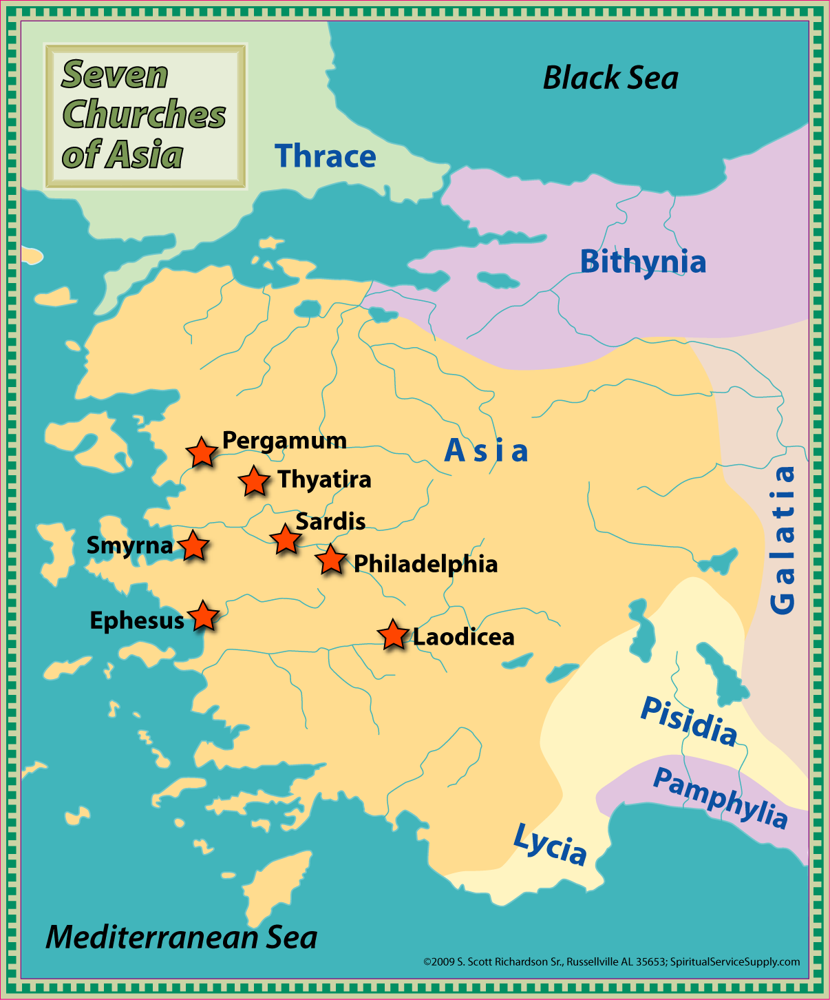 Seven
Churches
of Asia
Black Sea
Thrace
Bithynia
Pergamum
Asia
Thyatira
Galatia
Sardis
Smyrna
Philadelphia
Ephesus
Laodicea
Pisidia
Pamphylia
Lycia
Mediterranean Sea
©2009 S. Scott Richardson Sr., Russellville AL 35653; SpiritualServiceSupply.com